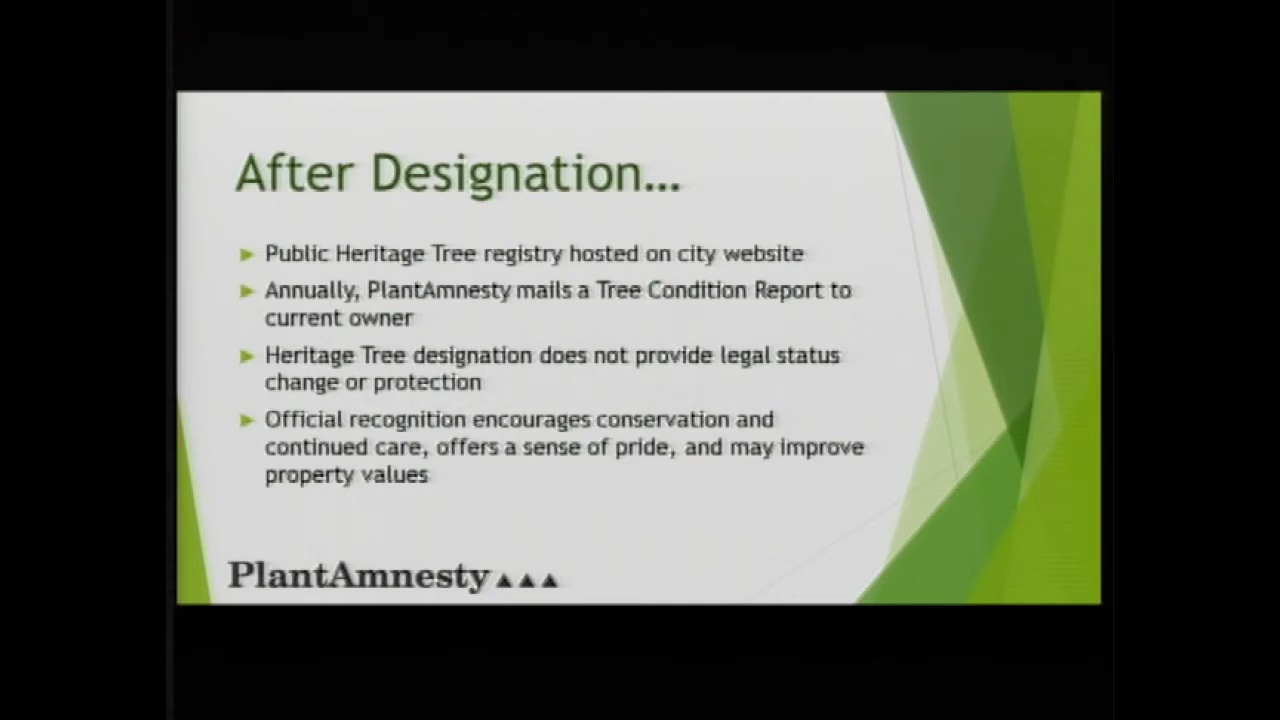 After Designation...
Public Heritage Tree registry hosted on city website
Annually, PlantAmnesty mails a Tree Condition Report to
current owner
Heritage Tree designation does not provide legal status
change or protection
Official recognition encourages conservation and
continued care, offers a sense of pride, and may improve
property values
PlantAmnesty